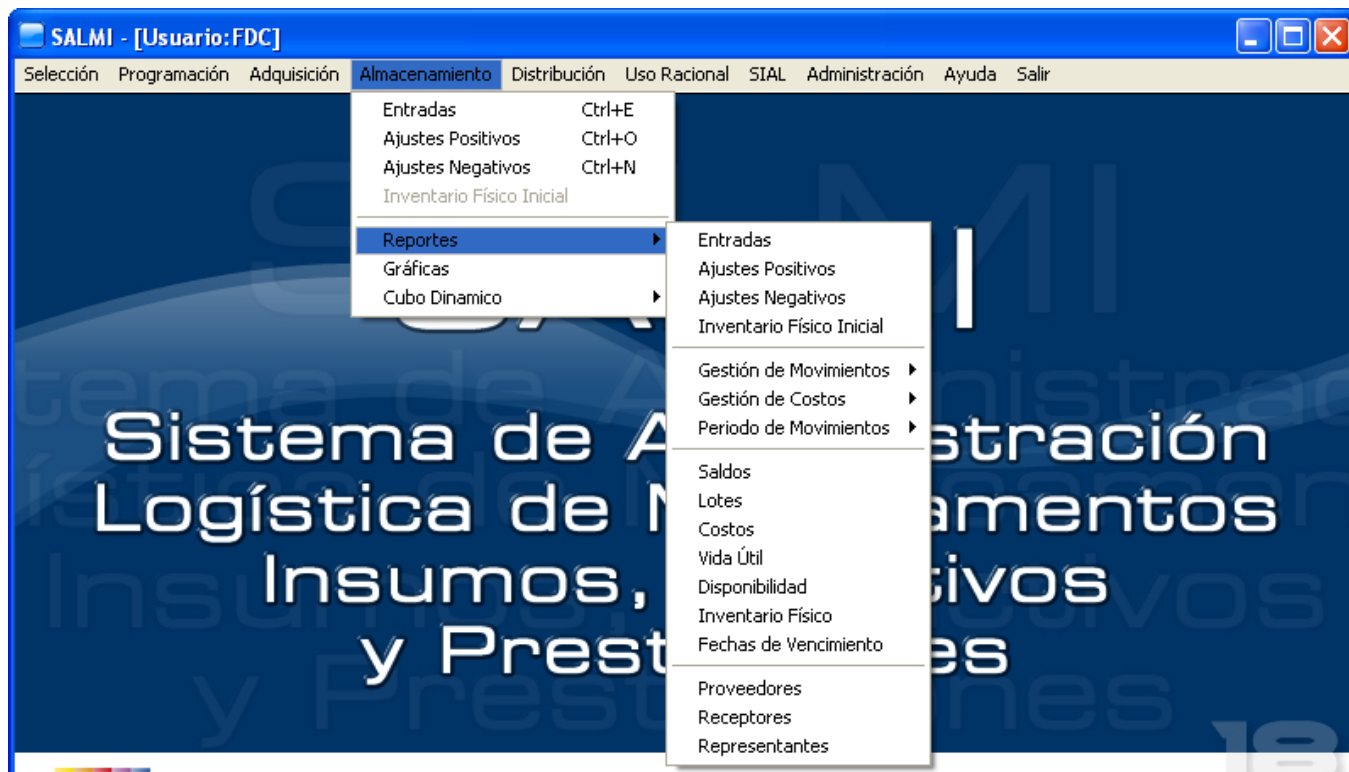 SALMI - [Usuario:FDC]
Selección Programación Adquisición Almacenamiento Distribución Uso Racional SIAL Administración Ayuda Salir
Entradas Ctrl+E
Ajustes Positivos Ctrl+O
Ajustes Negativos Ctrl+N
Inventario Físico Inicial
Reportes
Gráficas
Cubo Dinamico
Entradas
Ajustes Positivos
Ajustes Negativos
Inventario Físico Inicial
Gestión de Movimientos
Gestión de Costos
Periodo de Movimientos
Saldos
Lotes
Costos
Vida Útil
Disponibilidad
Inventario Físico
Fechas de Vencimiento
Proveedores
Receptores
Representantes
Sistema de A stración
Logística de amentos
Insumos, tivos
y Prest es
18